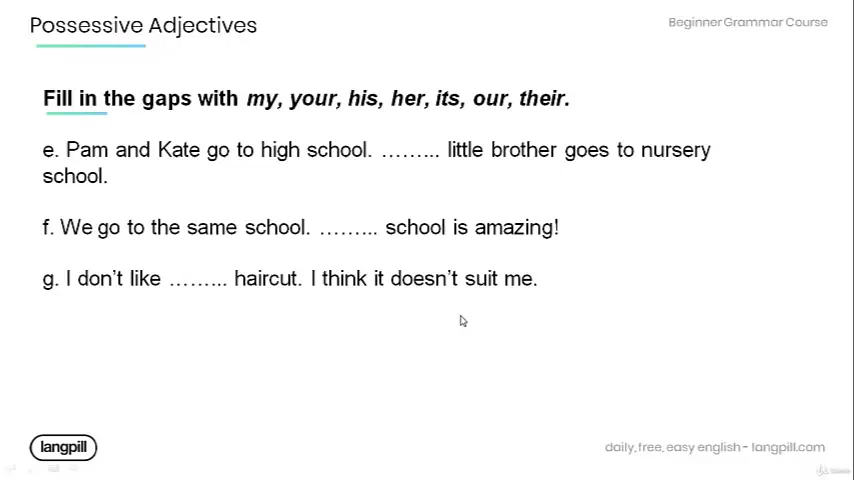 Possessive Adjectives
Beginner Grammar Course
Fill in the gaps with my, your, his, her, its, our, their.
e. Pam and Kate go to high school. ……... little brother goes to nursery
school.
f. We go to the same school. ……... school is amazing!
g. I don't like ……... haircut. I think it doesn't suit me.
langpill
daily, free, easy english - langpill.com